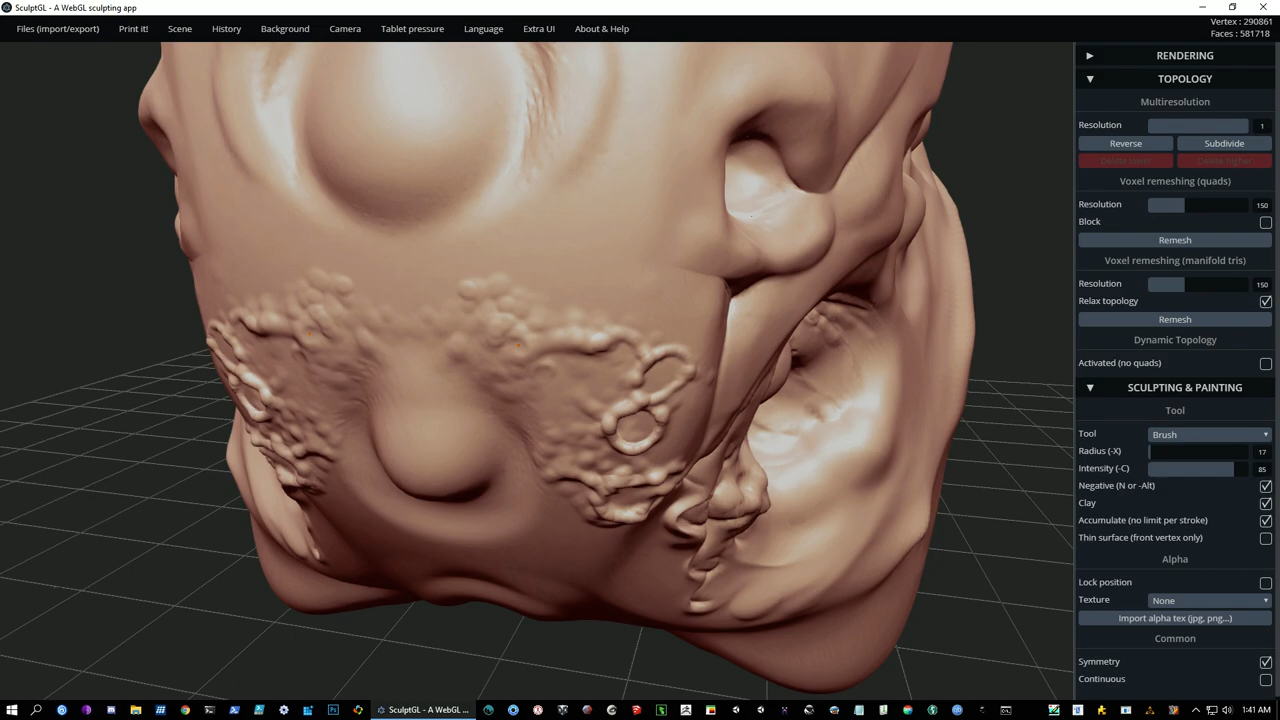 SculptGL - A WebGL sculpting app
Files (import/export) Print it! Scene History Background Camera Tablet pressure Language Extra UI About & Help
Vertex : 290861
Faces : 581718
RENDERING
TOPOLOGY
Multiresolution
Resolution 1
Reverse Subdivide
Delete lower Delete higher
Voxel remeshing (quads)
Resolution 150
Block
Remesh
Voxel remeshing (manifold tris)
Resolution 150
Relax topology
Remesh
Dynamic Topology
Activated (no quads)
SCULPTING & PAINTING
Tool
Tool Brush
Radius (-X) 17
Intensity (-C) 85
Negative (N or -Alt)
Clay
Accumulate (no limit per stroke)
Thin surface (front vertex only)
Alpha
Lock position
Texture None
Import alpha tex (jpg, png...)
Common
Symmetry
Continuous
SculptGL - A WebGL ...
1:41 AM